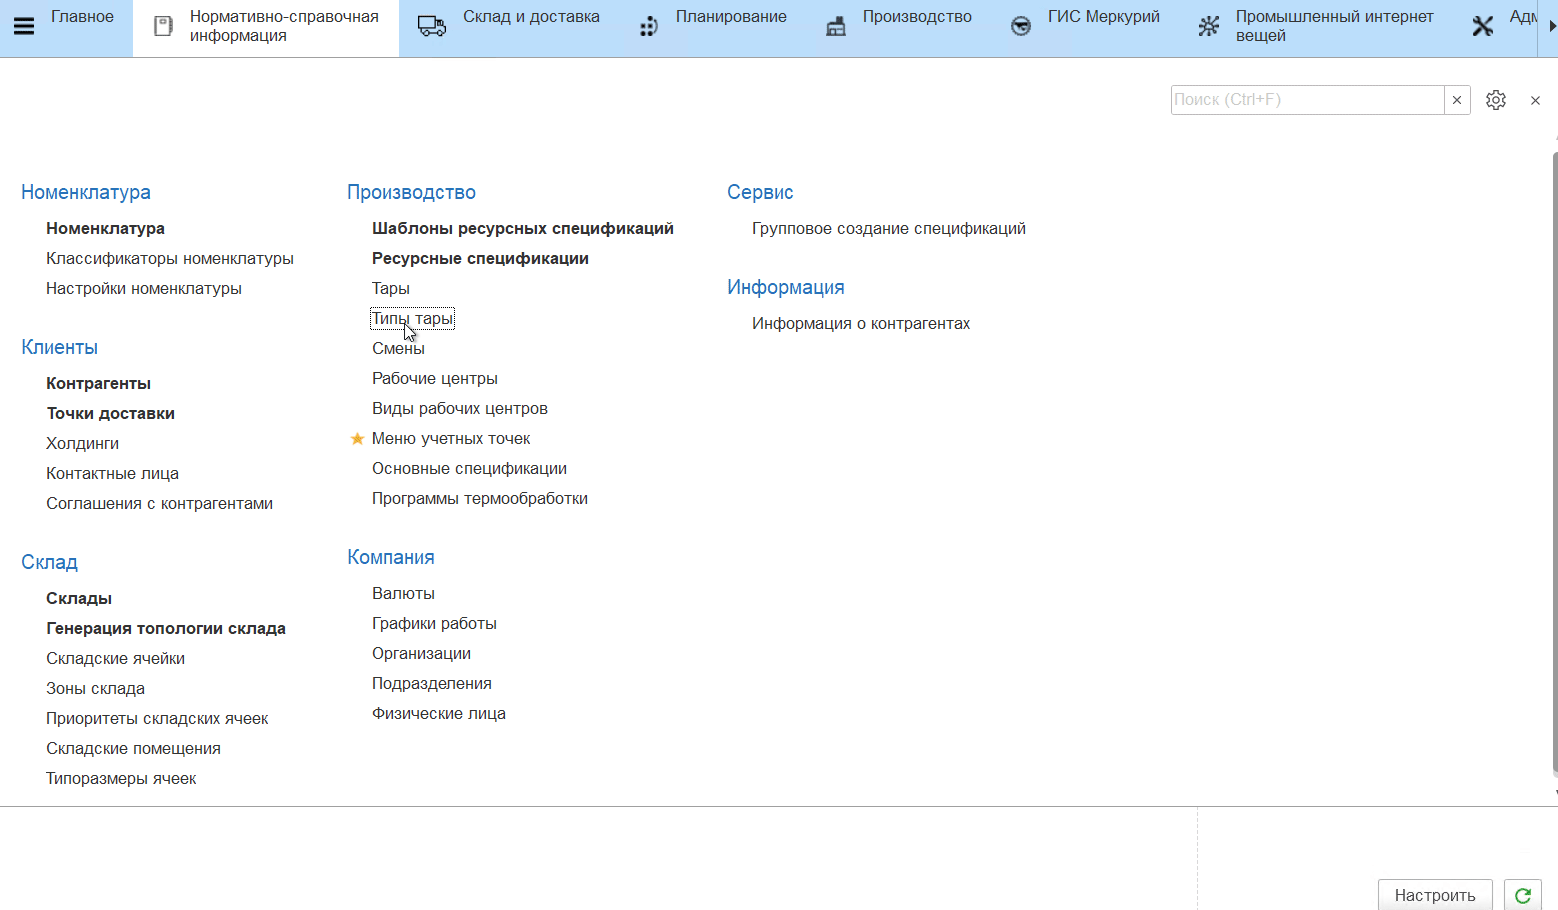 Главное
Нормативно-справочная
информация
Склад и доставка
Планирование
Производство
ГИС Меркурий
Промышленный интернет
вещей
Поиск (Ctrl+F)
Номенклатура
Номенклатура
Классификаторы номенклатуры
Настройки номенклатуры
Клиенты
Контрагенты
Точки доставки
Холдинги
Контактные лица
Соглашения с контрагентами
Склад
Склады
Генерация топологии склада
Складские ячейки
Зоны склада
Приоритеты складских ячеек
Складские помещения
Типоразмеры ячеек
Производство
Шаблоны ресурсных спецификаций
Ресурсные спецификации
Тары
Типы тары
Смены
Рабочие центры
Виды рабочих центров
Меню учетных точек
Основные спецификации
Программы термообработки
Компания
Валюты
Графики работы
Организации
Подразделения
Физические лица
Сервис
Групповое создание спецификаций
Информация
Информация о контрагентах
Настроить